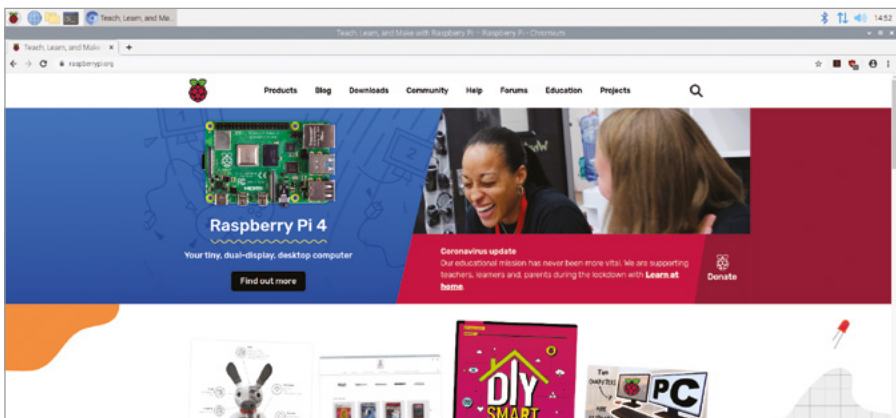 Teach, Learn, and Ma...
14:52
Teach, Learn, and Make with Raspberry Pi – Raspberry Pi - Chromium
Teach, Learn, and Make
raspberrypi.org
Products Blog Downloads Community Help Forums Education Projects
Raspberry Pi 4
Your tiny, dual-display, desktop computer
Find out more
Coronavirus update
Our educational mission has never been more vital. We are supporting
teachers, learners and, parents during the lockdown with Learn at
home.
Donate
HDMI
DIY
SMART
TWO
COMPUTERS
PC